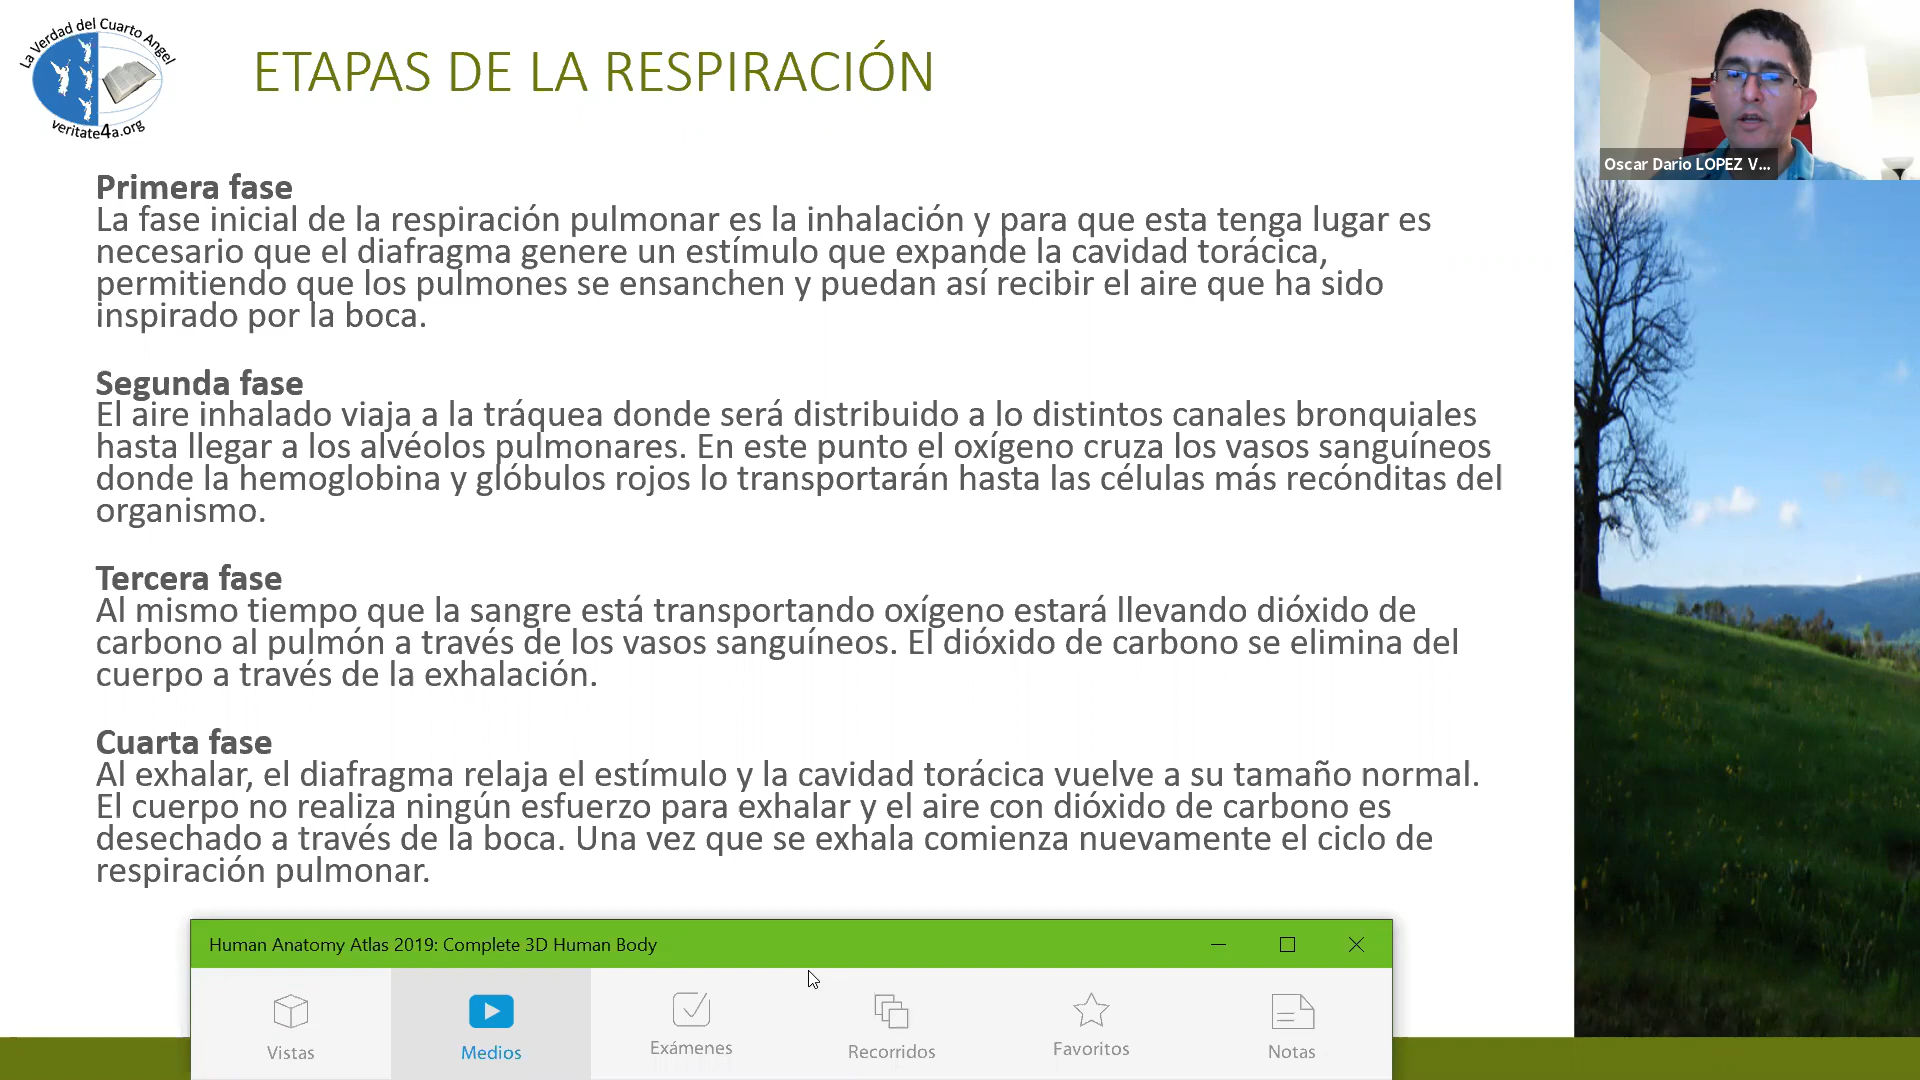 La Verdad del Cuarto Angel
veritate4a.org
ETAPAS DE LA RESPIRACIÓN
Oscar Dario LOPEZ V...
Primera fase
La fase inicial de la respiración pulmonar es la inhalación y para que esta tenga lugar es
necesario que el diafragma genere un estímulo que expande la cavidad torácica,
permitiendo que los pulmones se ensanchen y puedan así recibir el aire que ha sido
inspirado por la boca.
Segunda fase
El aire inhalado viaja a la tráquea donde será distribuido a lo distintos canales bronquiales
hasta llegar a los alvéolos pulmonares. En este punto el oxígeno cruza los vasos sanguíneos
donde la hemoglobina y glóbulos rojos lo transportarán hasta las células más recónditas del
organismo.
Tercera fase
Al mismo tiempo que la sangre está transportando oxígeno estará llevando dióxido de
carbono al pulmón a través de los vasos sanguíneos. El dióxido de carbono se elimina del
cuerpo a través de la exhalación.
Cuarta fase
Al exhalar, el diafragma relaja el estímulo y la cavidad torácica vuelve a su tamaño normal.
El cuerpo no realiza ningún esfuerzo para exhalar y el aire con dióxido de carbono es
desechado a través de la boca. Una vez que se exhala comienza nuevamente el ciclo de
respiración pulmonar.
Human Anatomy Atlas 2019: Complete 3D Human Body
Vistas
Medios
Exámenes
Recorridos
Favoritos
Notas